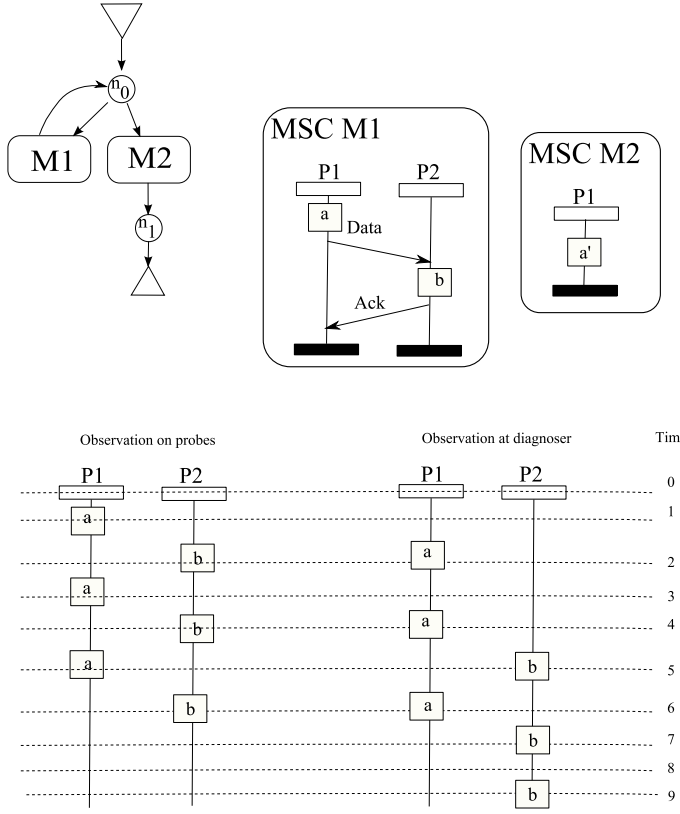 n0
M1 M2
n1
MSC M1
P1 P2
a
Data
b
Ack
MSC M2
P1
a'
Observation on probes Observation at diagnoser Tim
P1 P2 P1 P2 0
a 1
b a 2
a 3
b a 4
a b 5
b a 6
b 7
8
b 9